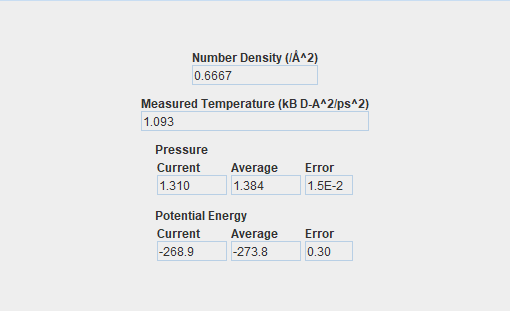 Number Density (/Å^2)
0.6667
Measured Temperature (kB D-A^2/ps^2)
1.093
Pressure
Current Average Error
1.310 1.384 1.5E-2
Potential Energy
Current Average Error
-268.9 -273.8 0.30